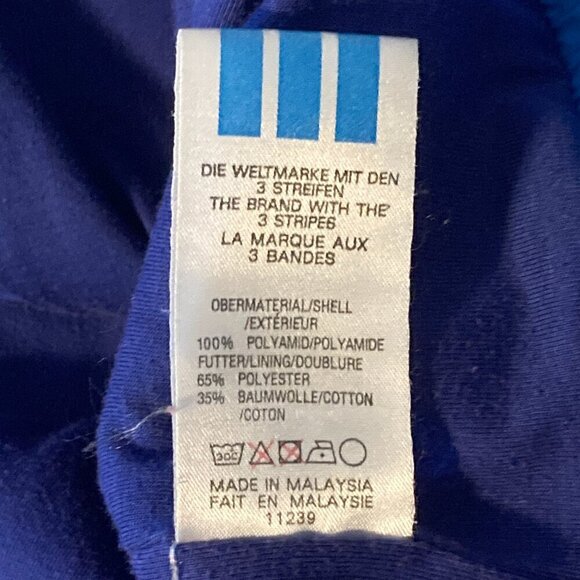 DIE WELTMARKE MIT DEN
3 STREIFEN
THE BRAND WITH THE
3 STRIPES
LA MARQUE AUX
3 BANDES
OBERMATERIAL/SHELL
/EXTÉRIEUR
100% POLYAMID/POLYAMIDE
FUTTER/LINING/DOUBLURE
65% POLYESTER
35% BAUMWOLLE/COTTON
/COTON
30C
MADE IN MALAYSIA
FAIT EN MALAYSIE
11239